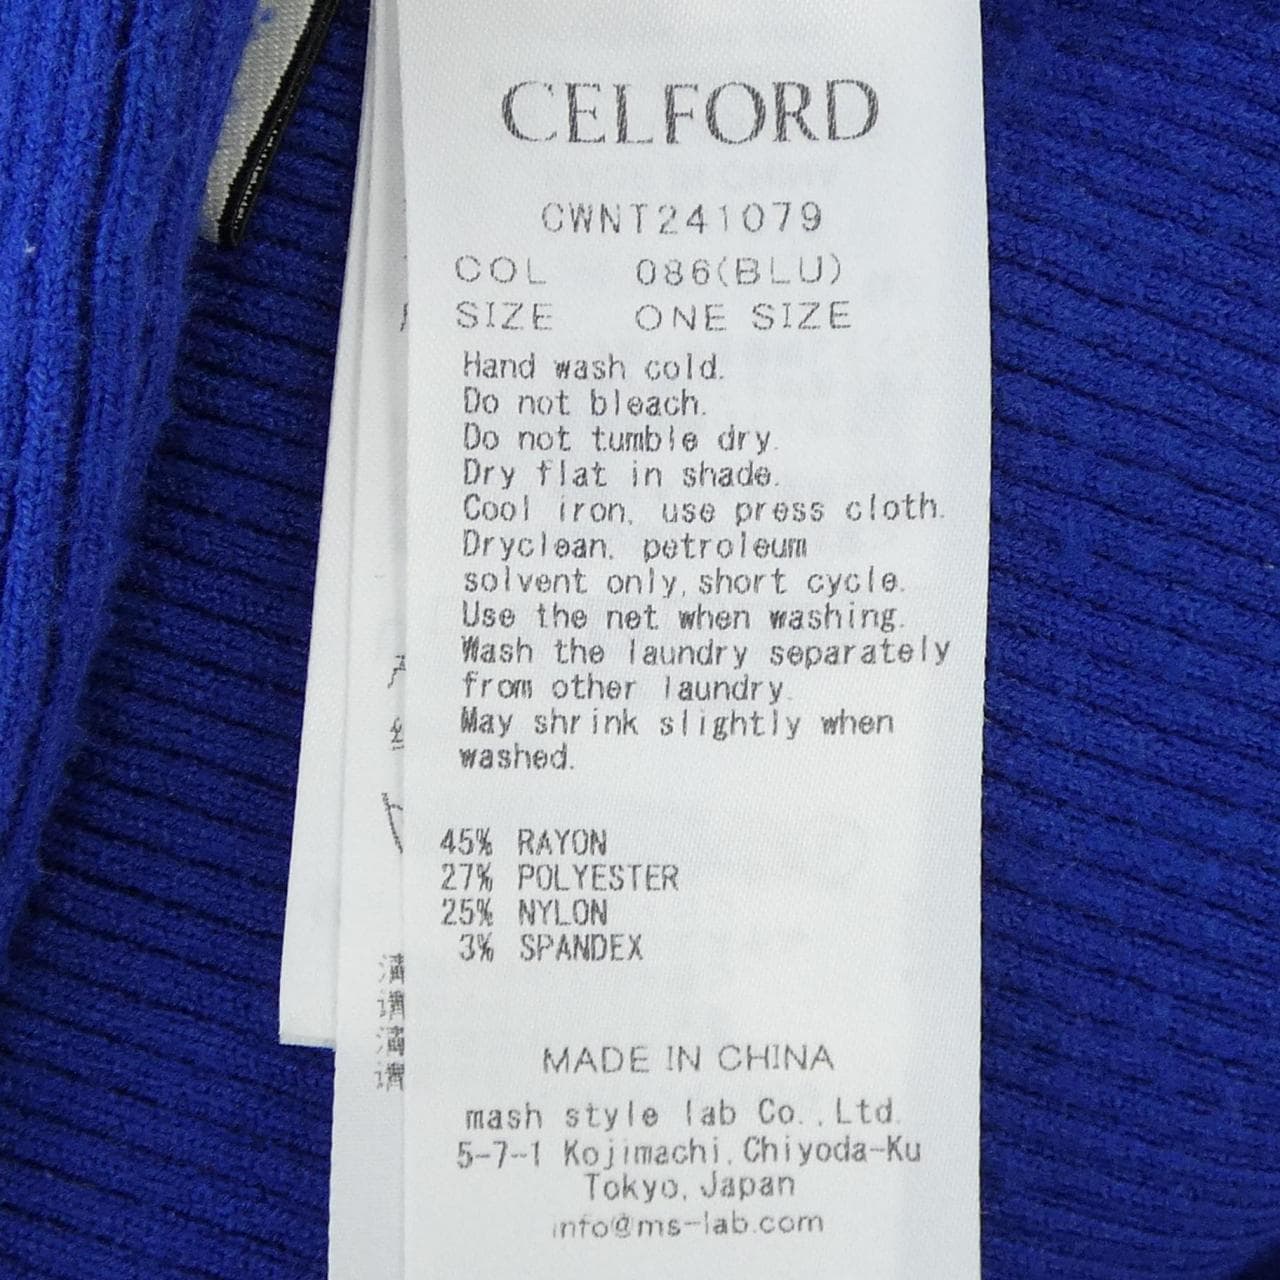 CELFORD
CWNT241079
COL 086(BLU)
SIZE ONE SIZE
Hand wash cold.
Do not bleach.
Do not tumble dry.
Dry flat in shade.
Cool iron, use press cloth.
Dryclean, petroleum
solvent only,short cycle.
Use the net when washing.
Wash the laundry separately
from other laundry.
May shrink slightly when
washed.
45% RAYON
27% POLYESTER
25% NYLON
3% SPANDEX
MADE IN CHINA
mash style lab Co.,Ltd.
5-7-1 Kojimachi,Chiyoda-Ku
Tokyo,Japan
info@ms-lab.com